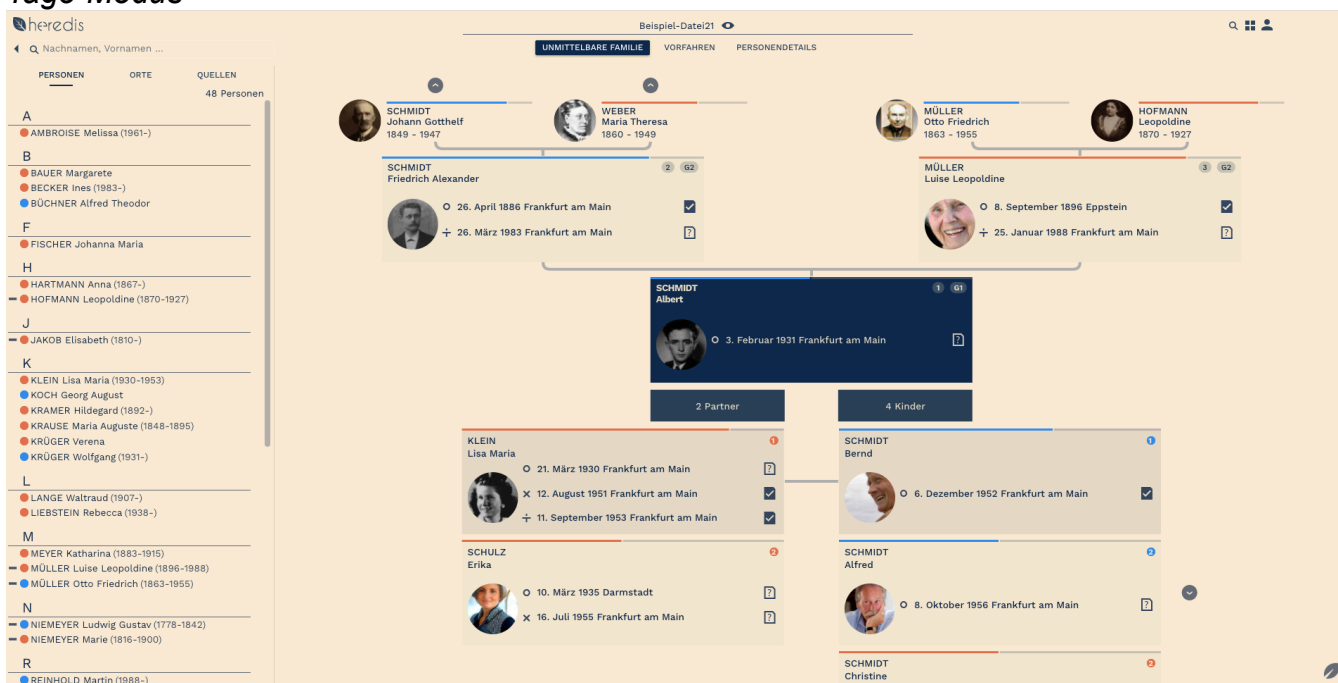 Tage-Modus
heredis
Beispiel-Datei21
Nachnamen, Vornamen ...
UNMITTELBARE FAMILIE VORFAHREN PERSONENDETAILS
PERSONEN ORTE QUELLEN
48 Personen
A
AMBROISE Melissa (1961-)
B
BAUER Margarete
BECKER Ines (1983-)
BÜCHNER Alfred Theodor
F
FISCHER Johanna Maria
H
HARTMANN Anna (1867-)
HOFMANN Leopoldine (1870-1927)
J
JAKOB Elisabeth (1810-)
K
KLEIN Lisa Maria (1930-1953)
KOCH Georg August
KRAMER Hildegard (1892-)
KRAUSE Maria Auguste (1848-1895)
KRÜGER Verena
KRÜGER Wolfgang (1931-)
L
LANGE Waltraud (1907-)
LIEBSTEIN Rebecca (1938-)
M
MEYER Katharina (1883-1915)
MÜLLER Luise Leopoldine (1896-1988)
MÜLLER Otto Friedrich (1863-1955)
N
NIEMEYER Ludwig Gustav (1778-1842)
NIEMEYER Marie (1816-1900)
R
REINHOLD Martin (1988-)
SCHMIDT
Johann Gotthelf
1849 - 1947
WEBER
Maria Theresa
1860 - 1949
MÜLLER
Otto Friedrich
1863 - 1955
HOFMANN
Leopoldine
1870 - 1927
SCHMIDT 2 G2
Friedrich Alexander
26. April 1886 Frankfurt am Main
26. März 1983 Frankfurt am Main ?
MÜLLER 3 G2
Luise Leopoldine
8. September 1896 Eppstein
25. Januar 1988 Frankfurt am Main ?
SCHMIDT 1 G1
Albert
3. Februar 1931 Frankfurt am Main ?
2 Partner
4 Kinder
KLEIN 1
Lisa Maria
21. März 1930 Frankfurt am Main ?
12. August 1951 Frankfurt am Main
11. September 1953 Frankfurt am Main
SCHULZ 2
Erika
10. März 1935 Darmstadt ?
16. Juli 1955 Frankfurt am Main ?
SCHMIDT 1
Bernd
6. Dezember 1952 Frankfurt am Main
SCHMIDT 2
Alfred
8. Oktober 1956 Frankfurt am Main ?
SCHMIDT 2
Christine